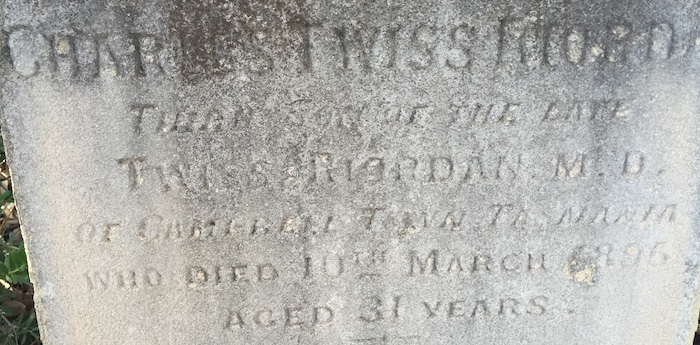 CHARLES TWISS RIORD
THIRD SON OF THE LATE
TWISS RIORDAN. M. D.
OF CAMPBELL TOWN TASMANIA
WHO DIED 10TH MARCH 1896
AGED 31 YEARS.